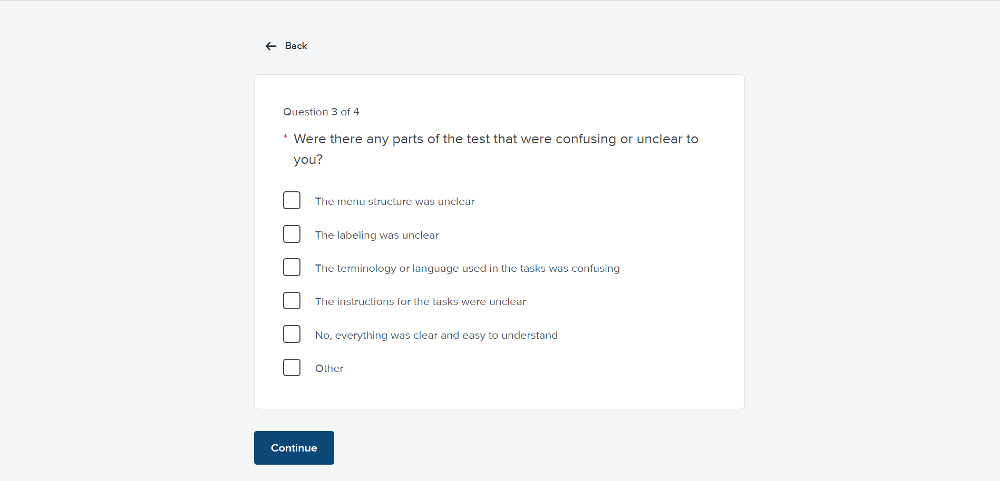 Back
Question 3 of 4
* Were there any parts of the test that were confusing or unclear to
you?
The menu structure was unclear
The labeling was unclear
The terminology or language used in the tasks was confusing
The instructions for the tasks were unclear
No, everything was clear and easy to understand
Other
Continue